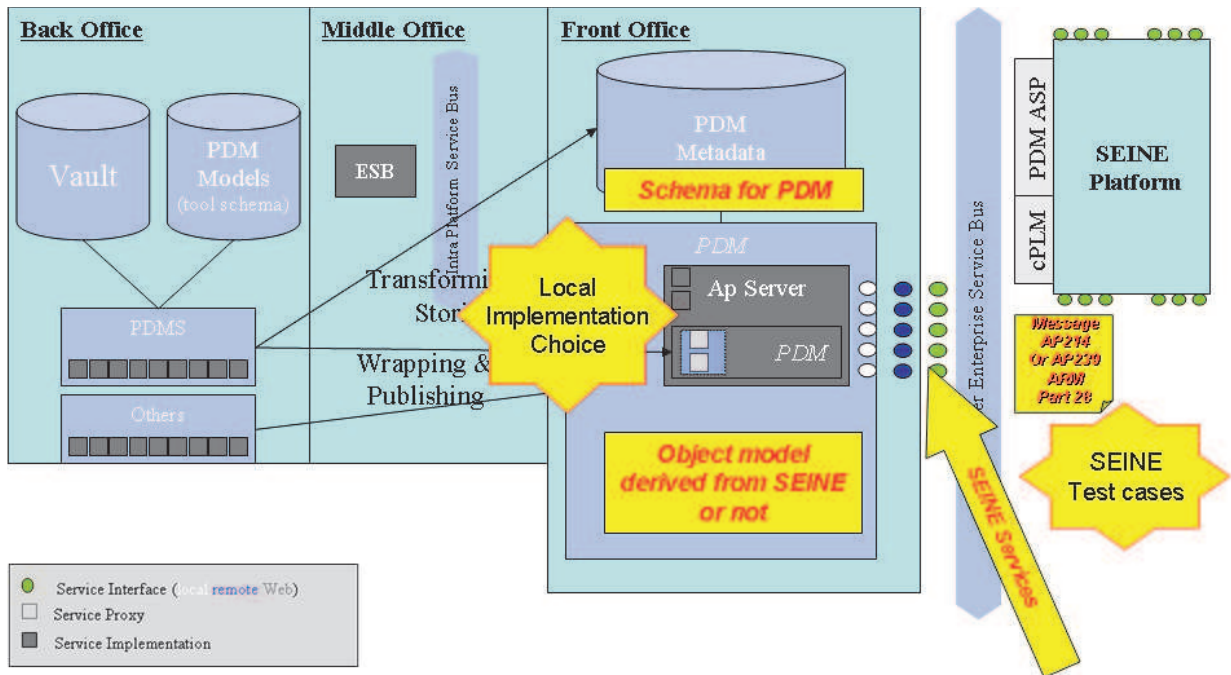 Back Office
Middle Office
Front Office
Vault
PDM
Models
(tool schema)
ESB
Intra Platform Service Bus
PDM
Metadata
Schema for PDM
PDM
Ap Server
PDM
Local
Implementation
Choice
Wrapping &
Publishing
PDMS
Others
Object model
derived from SEINE
or not
Enterprise Service Bus
SEINE Services
PDM ASP
cPLM
SEINE
Platform
Message
AP214
Or AP239
ARM
Part 28
SEINE
Test cases
Service Interface (local remote Web)
Service Proxy
Service Implementation